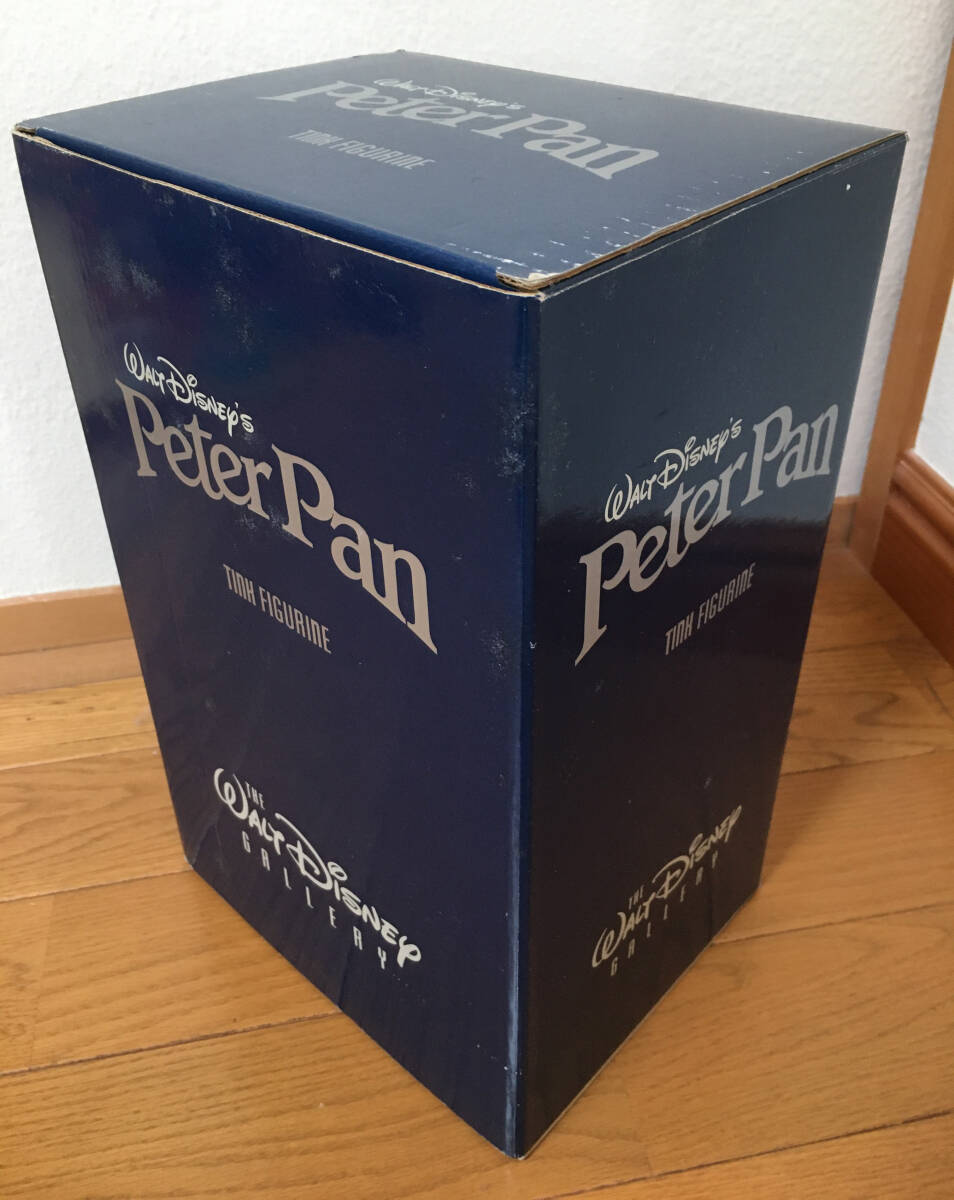 WALT DISNEY'S
Peter Pan
TINK FIGURINE
WALT DISNEY'S
Peter Pan
TINK FIGURINE
THE
WALT DISNEY
GALLERY
WALT DISNEY'S
Peter Pan
TINK FIGURINE
THE
WALT DISNEY
GALLERY